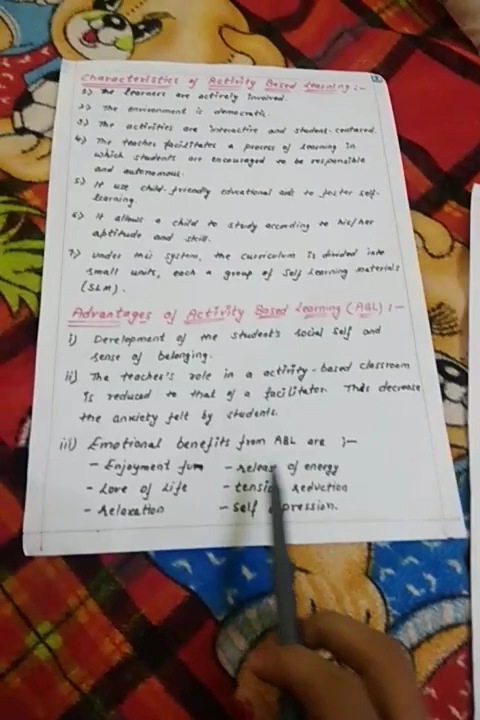 Characteristics of Activity Based Learning :-
1.) The learners are actively involved.
2.) The environment is democratic.
3.) The activities are interactive and student-centered.
4.) The teacher facilitates a process of learning in
which students are encouraged to be responsible
and autonomous.
5.) It use child-friendly educational aids to foster self-
learning.
6.) It allows a child to study according to his/her
aptitude and skill.
7.) Under this system, the curriculum is divided into
small units, each a group of Self Learning materials
(SLM).
Advantages of Activity Based Learning (ABL) :-
i) Development of the student's social self and
sense of belonging.
ii) The teacher's role in a activity-based classroom
is reduced to that of a facilitator. This decrease
the anxiety felt by students.
iii) Emotional benefits from ABL are :-
- Enjoyment fun - release of energy
- Love of Life - reduction
- Relaxation - Self